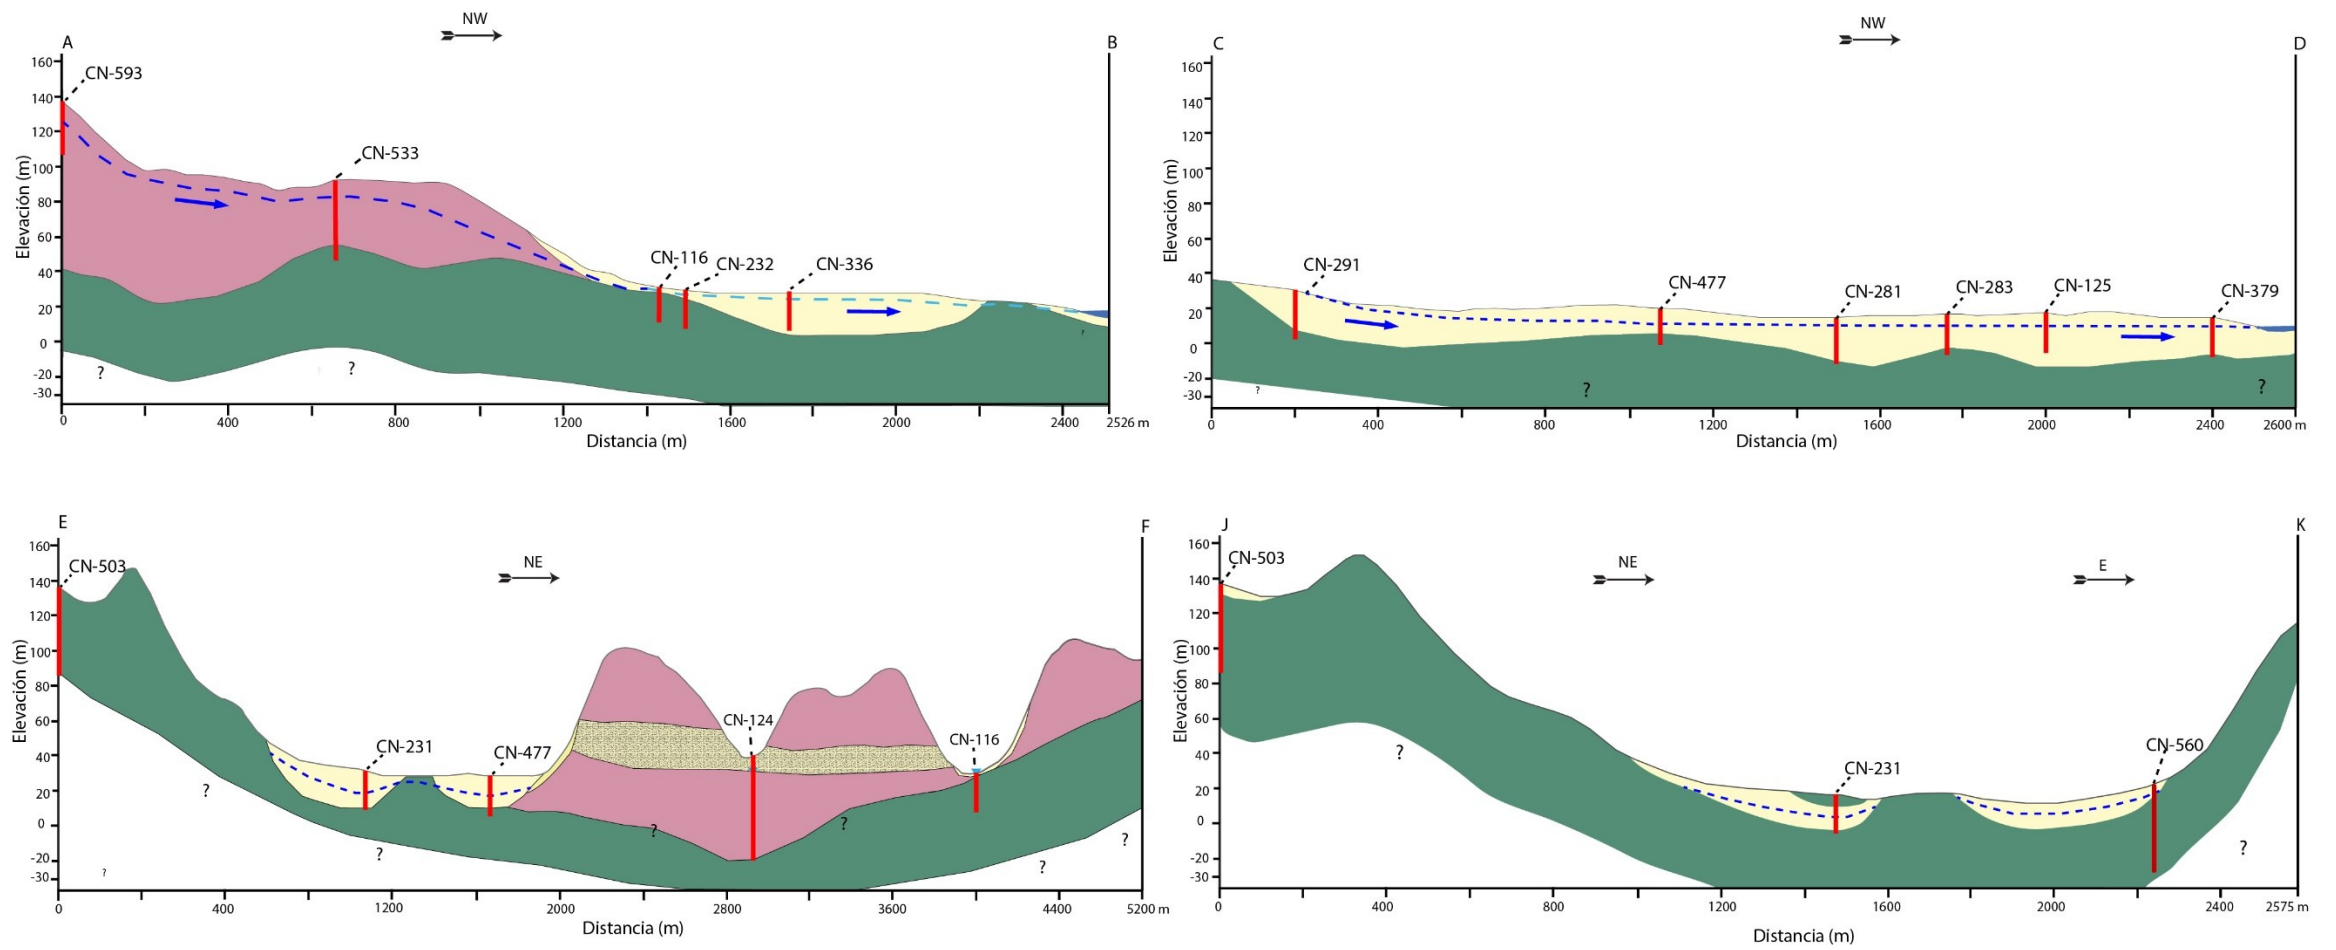 NW
A
B
CN-593
CN-533
CN-116
CN-232
CN-336
160
140
120
100
80
60
40
20
0
-20
-30
Elevación (m)
?
?
0
400
800
1200
1600
2000
2400
2526 m
Distancia (m)
NW
C
D
CN-291
CN-477
CN-281
CN-283
CN-125
CN-379
160
140
120
100
80
60
40
20
0
-20
-30
Elevación (m)
?
?
?
0
400
800
1200
1600
2000
2400
2600 m
Distancia (m)
E
F
NE
CN-503
CN-231
CN-477
CN-124
CN-116
160
140
120
100
80
60
40
20
0
-20
-30
Elevación (m)
?
?
?
?
?
?
?
0
400
1200
2000
2800
3600
4400
5200 m
Distancia (m)
J
K
NE
E
CN-503
CN-231
CN-560
160
140
120
100
80
60
40
20
0
-20
-30
Elevación (m)
?
?
0
400
800
1200
1600
2000
2400
2575 m
Distancia (m)